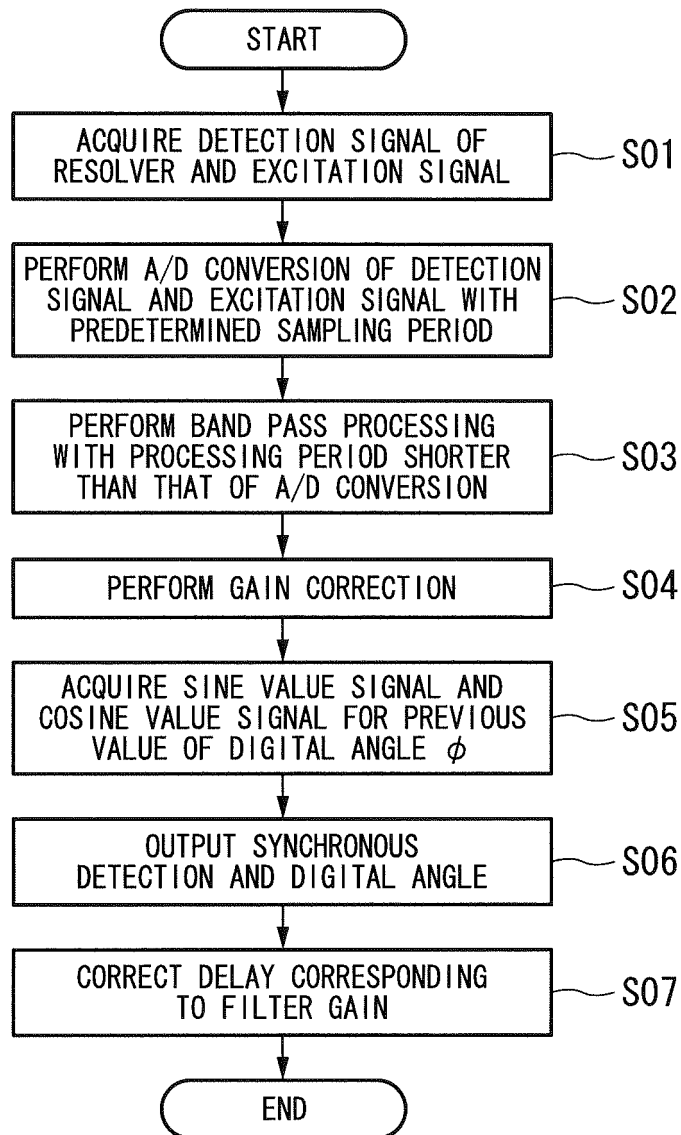 START
ACQUIRE DETECTION SIGNAL OF
RESOLVER AND EXCITATION SIGNAL
S01
PERFORM A/D CONVERSION OF DETECTION
SIGNAL AND EXCITATION SIGNAL WITH
PREDETERMINED SAMPLING PERIOD
S02
PERFORM BAND PASS PROCESSING
WITH PROCESSING PERIOD SHORTER
THAN THAT OF A/D CONVERSION
S03
PERFORM GAIN CORRECTION
S04
ACQUIRE SINE VALUE SIGNAL AND
COSINE VALUE SIGNAL FOR PREVIOUS
VALUE OF DIGITAL ANGLE φ
S05
OUTPUT SYNCHRONOUS
DETECTION AND DIGITAL ANGLE
S06
CORRECT DELAY CORRESPONDING
TO FILTER GAIN
S07
END